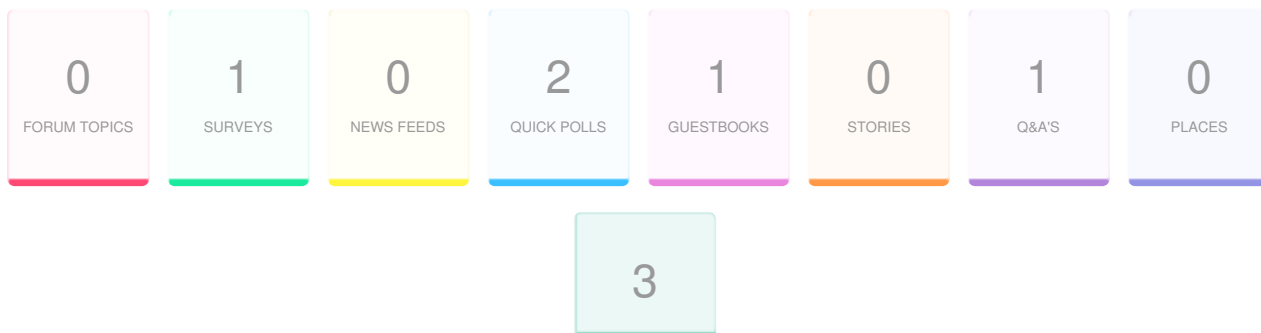 0 1 0 2 1 0 1 0
FORUM TOPICS SURVEYS NEWS FEEDS QUICK POLLS GUESTBOOKS STORIES Q&A'S PLACES
3